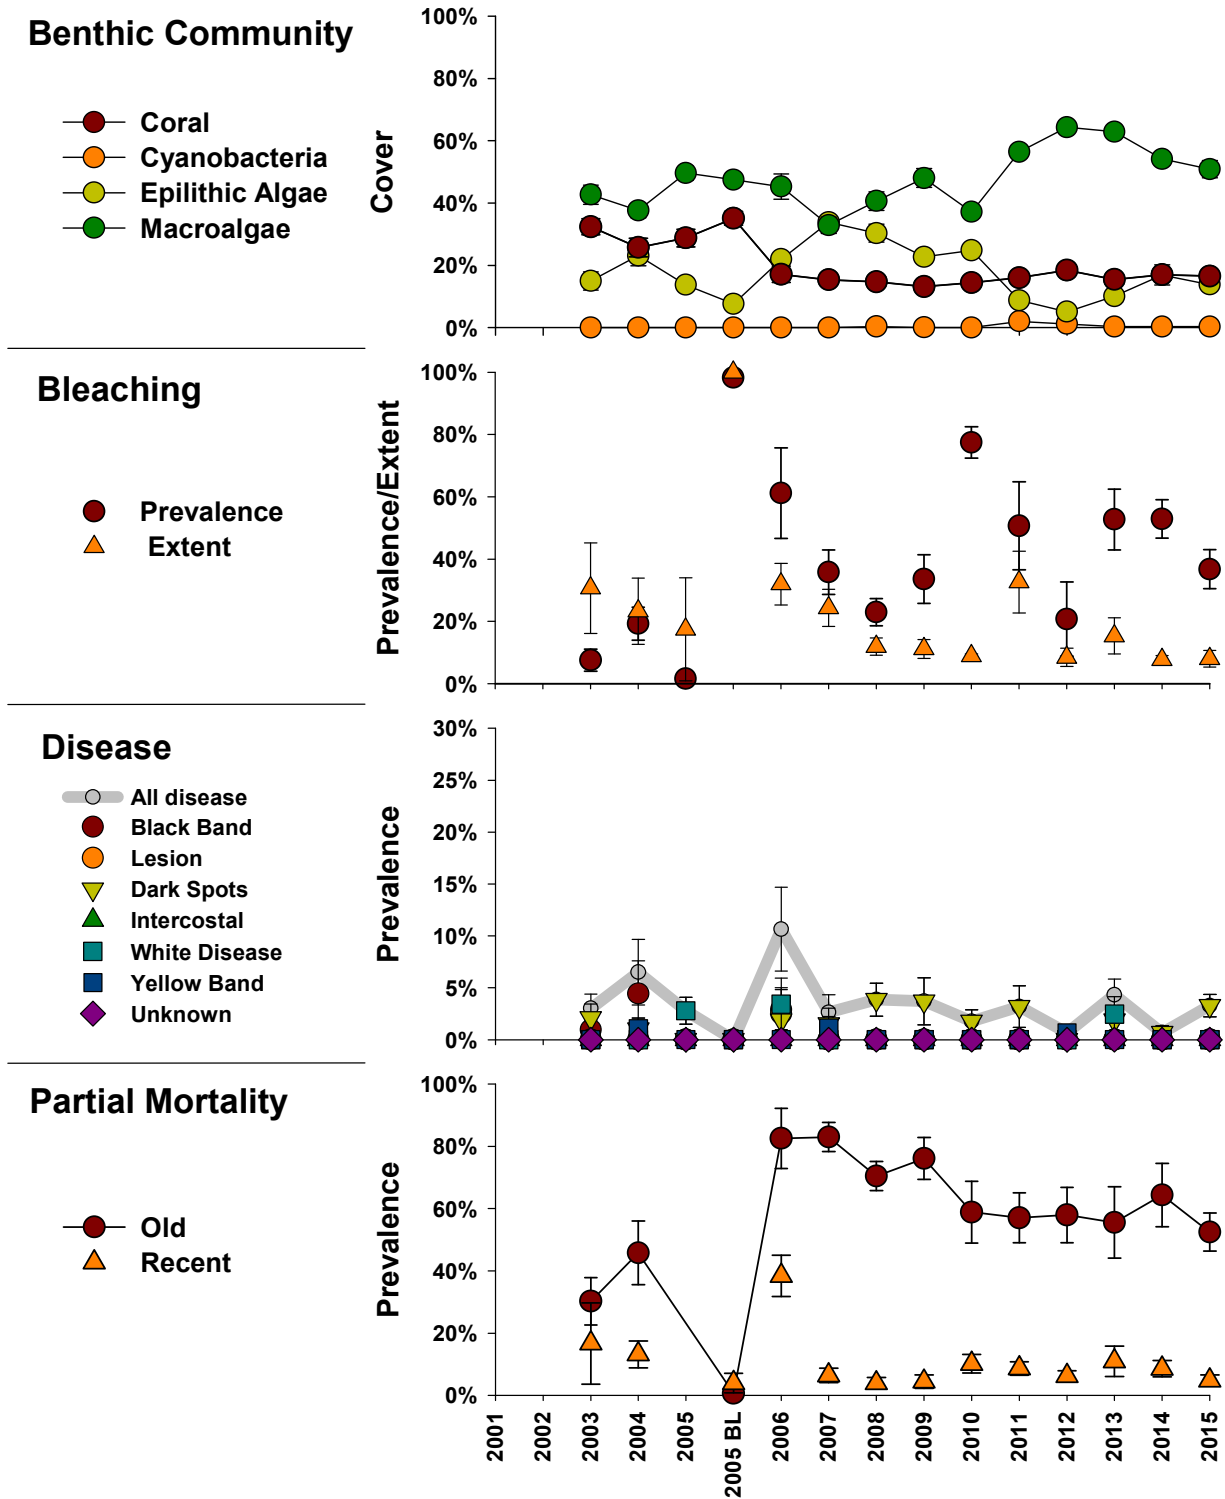 Benthic Community
Coral
Cyanobacteria
Epilithic Algae
Macroalgae
100%
80%
60%
40%
20%
0%
Cover
Bleaching
Prevalence
Extent
100%
80%
60%
40%
20%
0%
Prevalence/Extent
Disease
All disease
Black Band
Lesion
Dark Spots
Intercostal
White Disease
Yellow Band
Unknown
30%
25%
20%
15%
10%
5%
0%
Prevalence
Partial Mortality
Old
Recent
100%
80%
60%
40%
20%
0%
Prevalence
2001
2002
2003
2004
2005
2005 BL
2006
2007
2008
2009
2010
2011
2012
2013
2014
2015